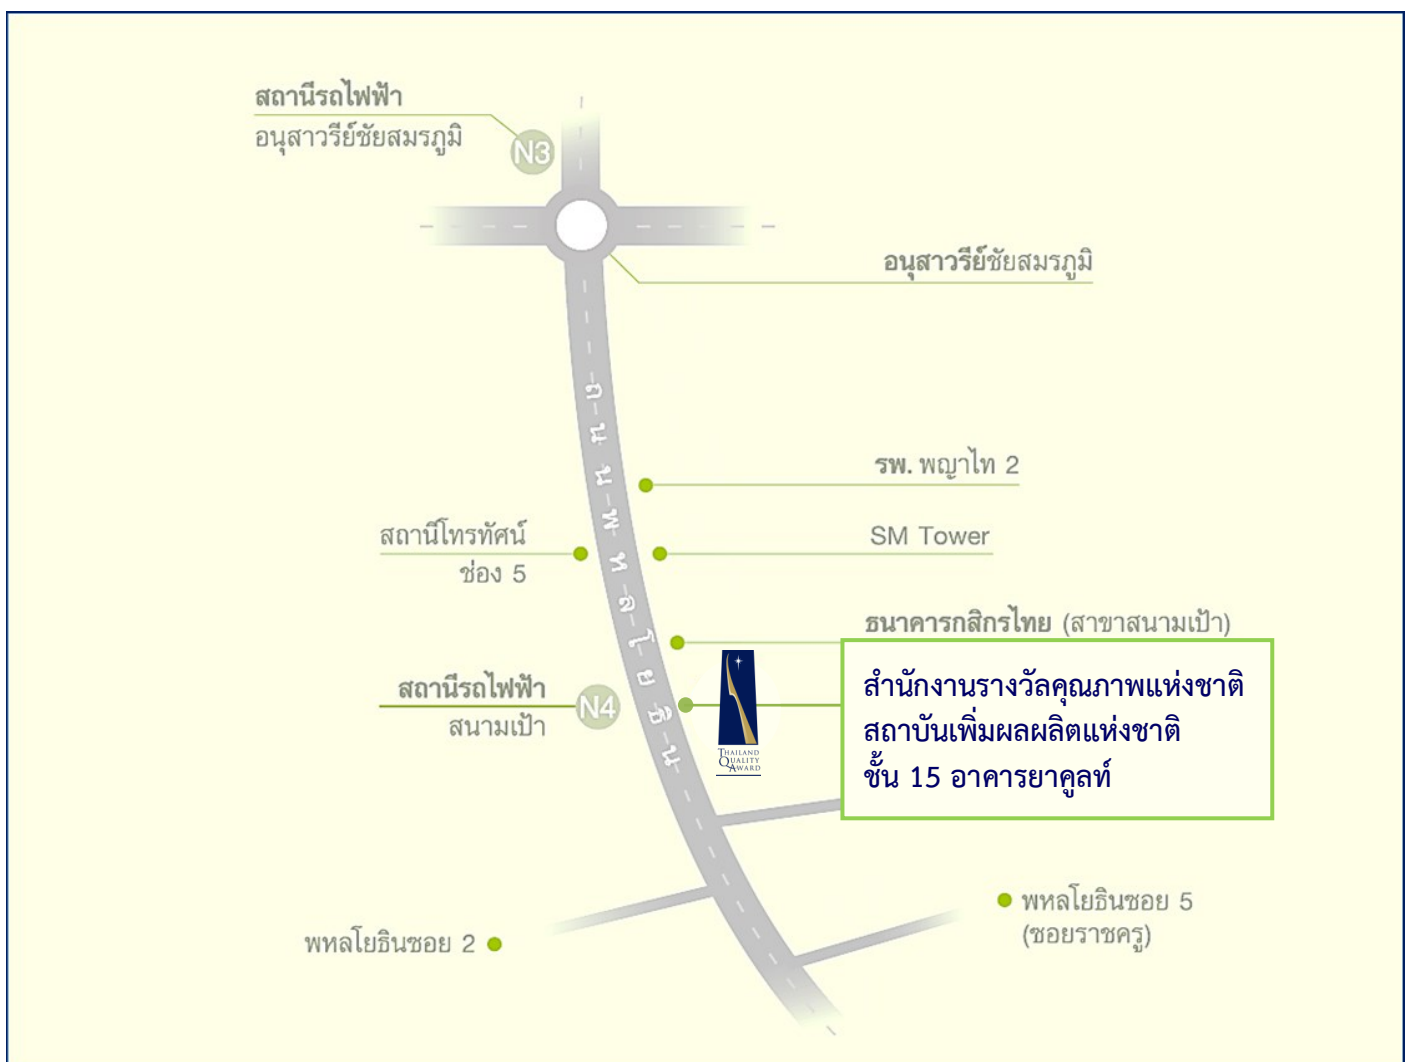 สถานีรถไฟฟ้า
อนุสาวรีย์ชัยสมรภูมิ
N3
อนุสาวรีย์ชัยสมรภูมิ
ถนนพหลโยธิน
รพ. พญาไท 2
สถานีโทรทัศน์
ช่อง 5
SM Tower
ธนาคารกสิกรไทย (สาขาสนามเป้า)
สถานีรถไฟฟ้า
สนามเป้า
N4
THAILAND
QUALITY
AWARD
สำนักงานรางวัลคุณภาพแห่งชาติ
สถาบันเพิ่มผลผลิตแห่งชาติ
ชั้น 15 อาคารยาคูลท์
พหลโยธินซอย 5
(ซอยราชครู)
พหลโยธินซอย 2